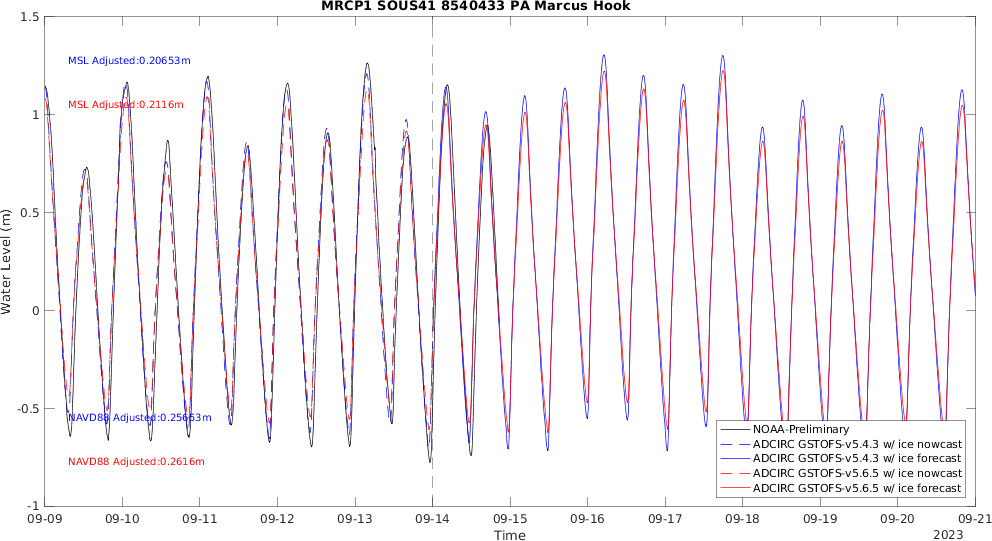 MRCP1 SOUS41 8540433 PA Marcus Hook
1.5
MSL Adjusted:0.20653m
MSL Adjusted:0.2116m
1
0.5
Water Level (m)
0
-0.5
NAVD88 Adjusted:0.25653m
NAVD88 Adjusted:0.2616m
NOAA-Preliminary
ADCIRC GSTOFS-v5.4.3 w/ ice nowcast
ADCIRC GSTOFS-v5.4.3 w/ ice forecast
ADCIRC GSTOFS-v5.6.5 w/ ice nowcast
ADCIRC GSTOFS-v5.6.5 w/ ice forecast
-1
09-09 09-10 09-11 09-12 09-13 09-14 09-15 09-16 09-17 09-18 09-19 09-20 09-21
Time
2023